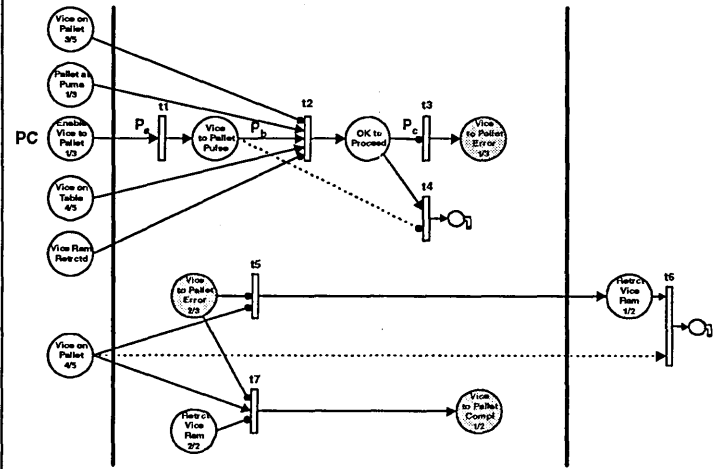 Vice on
Pallet
3/5
Pallet at
Puma
1/3
PC
Enable
Vice to
Pallet
1/3
Pa
t1
Vice
to Pallet
Pulse
Pb
t2
OK to
Proceed
Pc
t3
Vice
to Pallet
Error
1/3
Vice on
Table
4/5
t4
Vice Ram
Retrctd
Vice
to Pallet
Error
2/3
t5
Retrct
Vice
Ram
1/2
t6
Vice on
Pallet
4/5
t7
Retrct
Vice
Ram
2/2
Vice
to Pallet
Compl
1/2